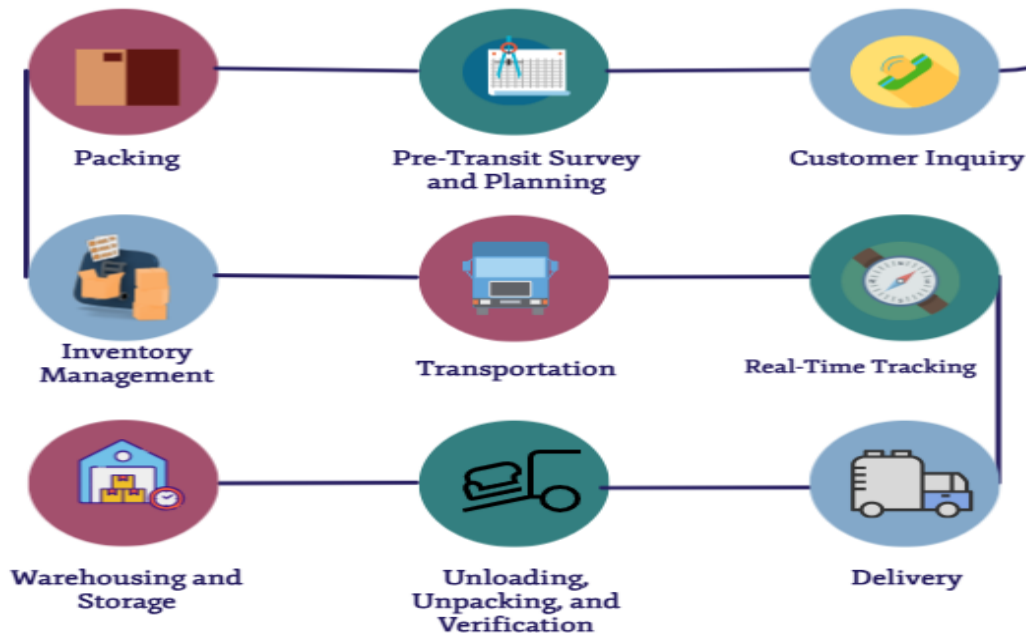 Packing
Pre-Transit Survey
and Planning
Customer Inquiry
Inventory
Management
Transportation
Real-Time Tracking
Warehousing and
Storage
Unloading,
Unpacking, and
Verification
Delivery